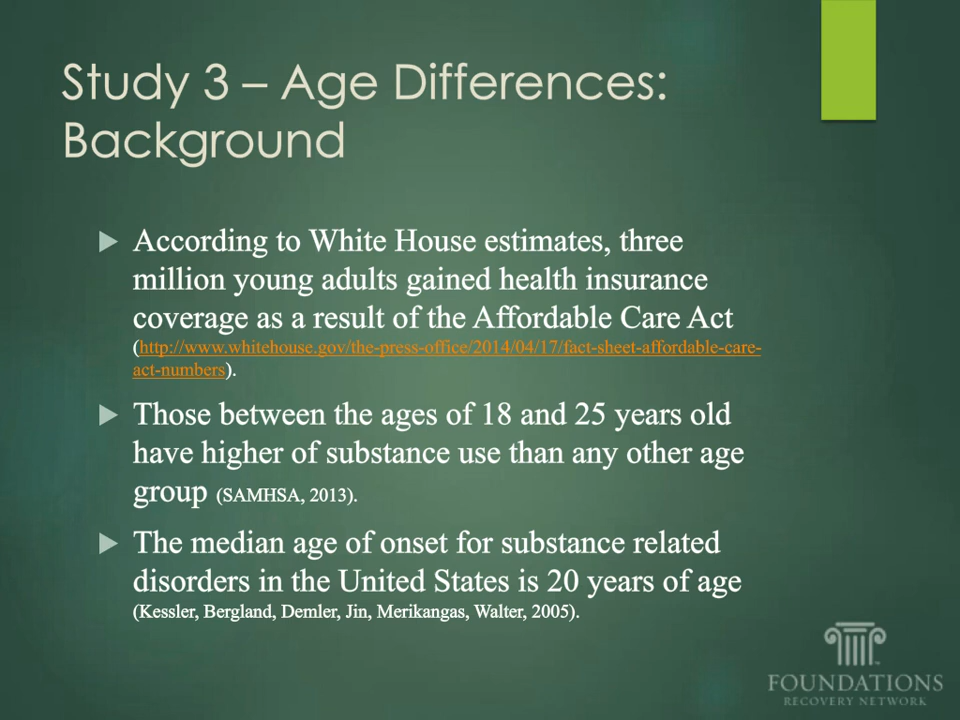 Study 3 – Age Differences:
Background
According to White House estimates, three
million young adults gained health insurance
coverage as a result of the Affordable Care Act
(http://www.whitehouse.gov/the-press-office/2014/04/17/fact-sheet-affordable-care-
act-numbers).
Those between the ages of 18 and 25 years old
have higher of substance use than any other age
group (SAMHSA, 2013).
The median age of onset for substance related
disorders in the United States is 20 years of age
(Kessler, Bergland, Demler, Jin, Merikangas, Walter, 2005).
FOUNDATIONS
RECOVERY NETWORK